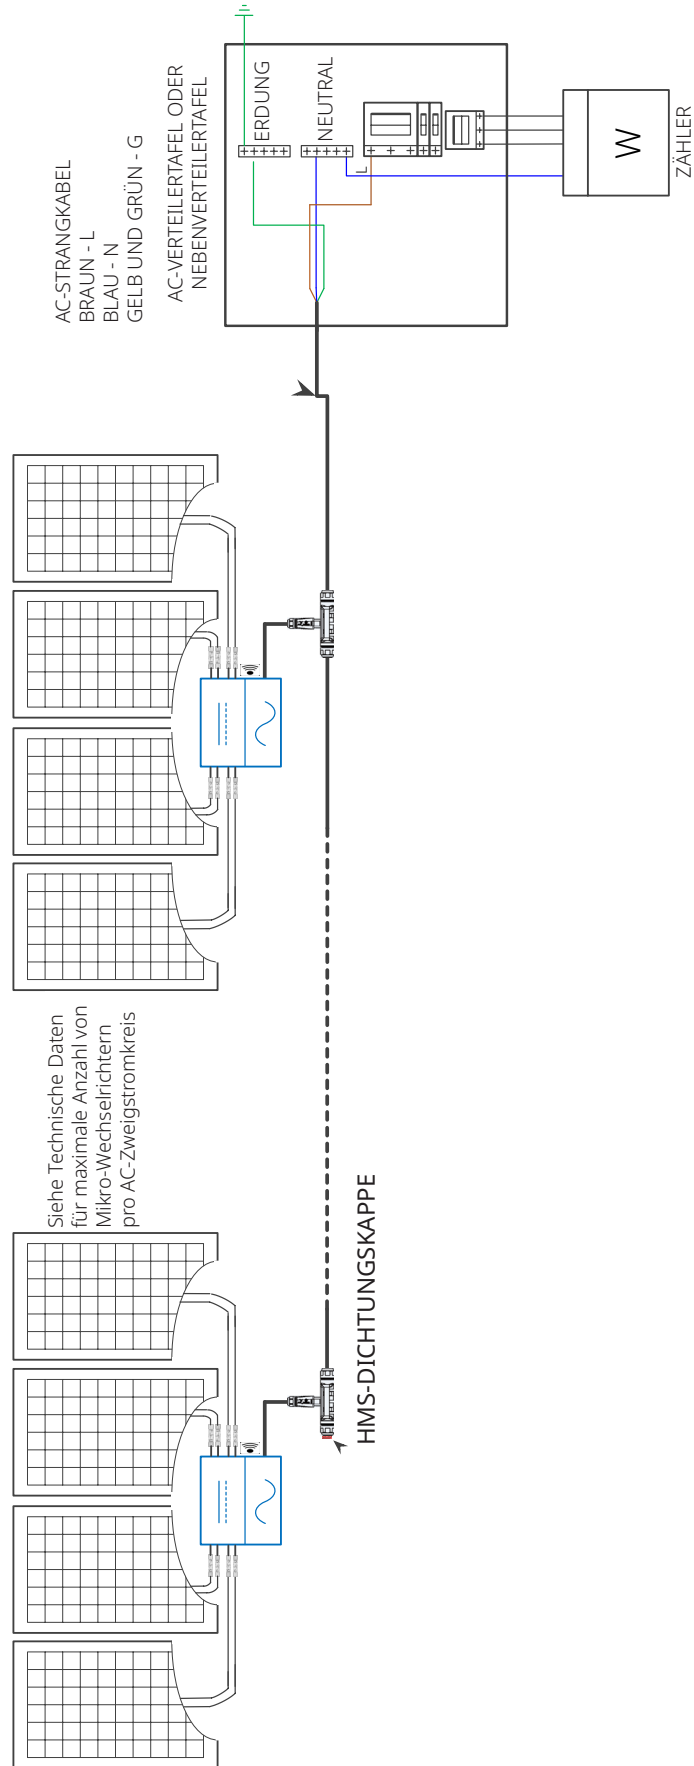 AC-STRANGKABEL
BRAUN - L
BLAU - N
GELB UND GRÜN - G
AC-VERTEILERTAFEL ODER
NEBENVERTEILERTAFEL
ERDUNG
NEUTRAL
L
W
ZÄHLER
Siehe Technische Daten
für maximale Anzahl von
Mikro-Wechselrichtern
pro AC-Zweigstromkreis
HMS-DICHTUNGSKAPPE